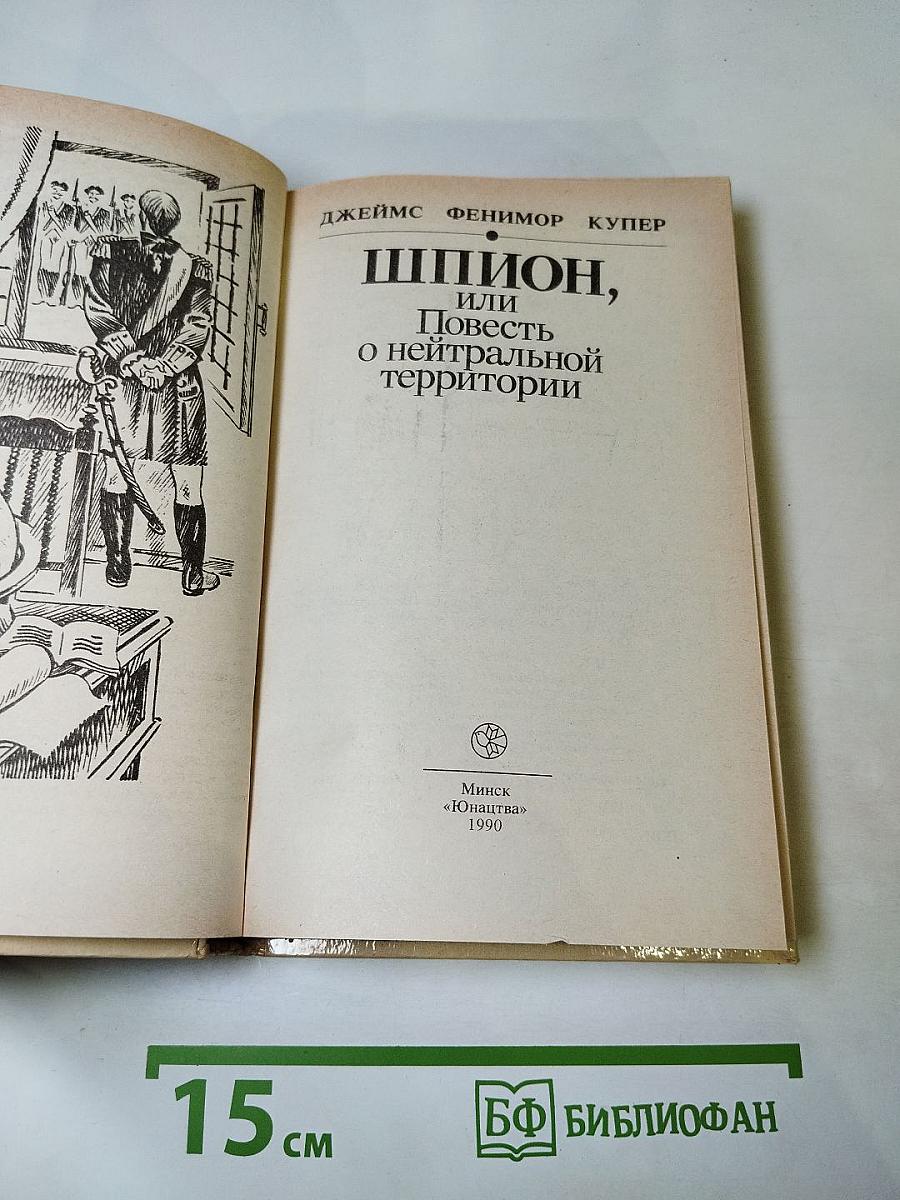 ДЖЕЙМС ФЕНИМОР КУПЕР
ШПИОН,
или
Повесть
о нейтральной
территории
Минск
«Юнацтва»
1990
15 см
БФ БИБЛИОФАН